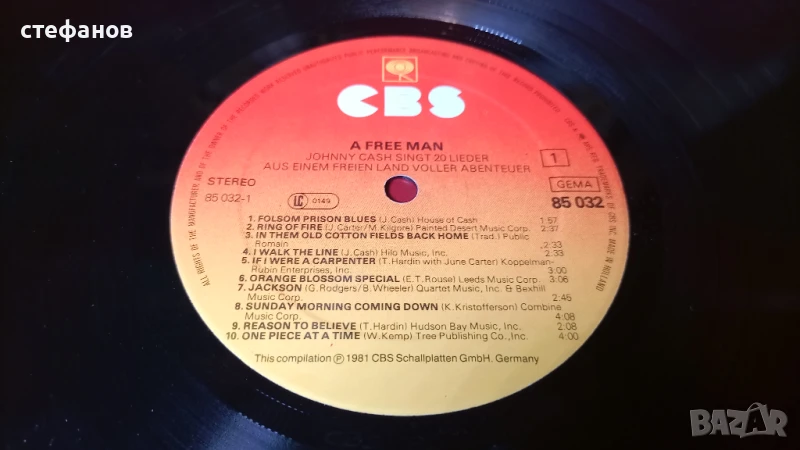 стефанов
CBS
A FREE MAN
JOHNNY CASH SINGT 20 LIEDER
AUS EINEM FREIEN LAND VOLLER ABENTEUER
1
STEREO
85 032-1
LC 0149
GEMA
85 032
1. FOLSOM PRISON BLUES (J. Cash) House of Cash 1:57
2. RING OF FIRE (J. Carter/M. Kilgore) Painted Desert Music Corp. 2:37
3. IN THEM OLD COTTON FIELDS BACK HOME (Trad.) Public
Romain 2:33
4. I WALK THE LINE (J. Cash) Hilo Music, Inc. 2:33
5. IF I WERE A CARPENTER (T. Hardin with June Carter) Koppelman-
Rubin Enterprises, Inc. 3:00
6. ORANGE BLOSSOM SPECIAL (E.T. Rouse) Leeds Music Corp. 3:06
7. JACKSON (G. Rodgers/B. Wheeler) Quartet Music, Inc. & Bexhill
Music Corp. 2:45
8. SUNDAY MORNING COMING DOWN (K. Kristofferson) Combine
Music Corp. 4:08
9. REASON TO BELIEVE (T. Hardin) Hudson Bay Music, Inc. 2:08
10. ONE PIECE AT A TIME (W. Kemp) Tree Publishing Co., Inc. 4:00
This compilation Ⓟ 1981 CBS Schallplatten GmbH. Germany
BAZAR